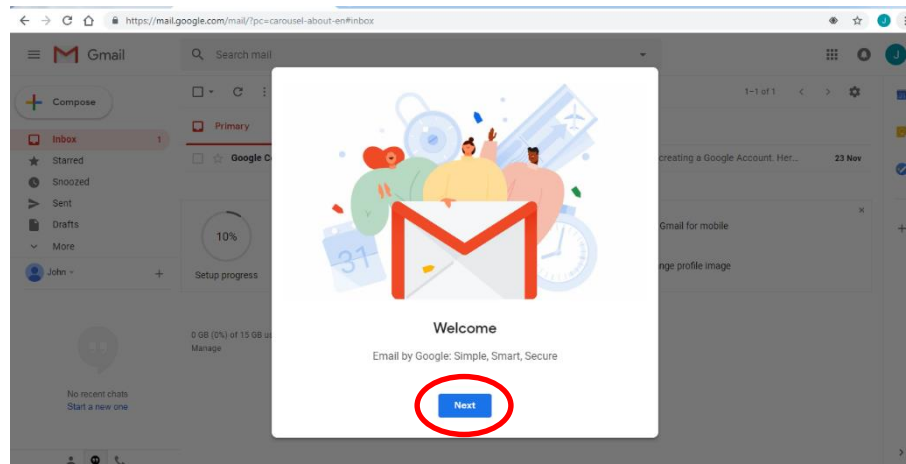 https://mail.google.com/mail/?pc=carousel-about-en#inbox
Gmail
Search mail
J
Compose
1–1 of 1
Primary
Inbox 1
Google C creating a Google Account. Her... 23 Nov
Starred
Snoozed
Sent
Drafts
More
10%
Gmail for mobile
John
Setup progress
nge profile image
31
Welcome
0 GB (0%) of 15 GB us
Manage
Email by Google: Simple, Smart, Secure
No recent chats
Start a new one
Next